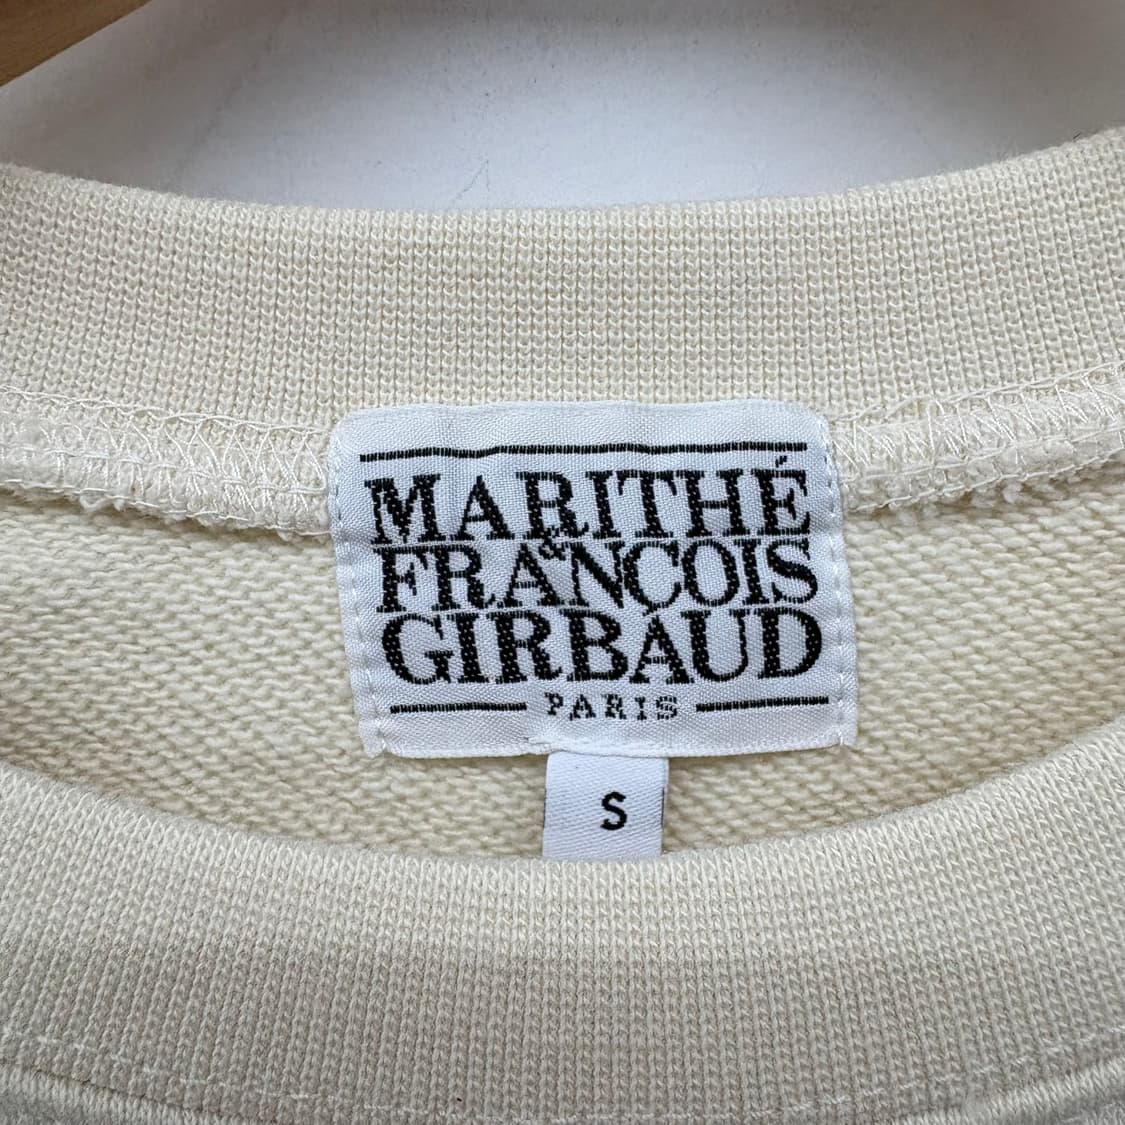 MARITHÉ
&
FRANÇOIS
GIRBAUD
PARIS
S